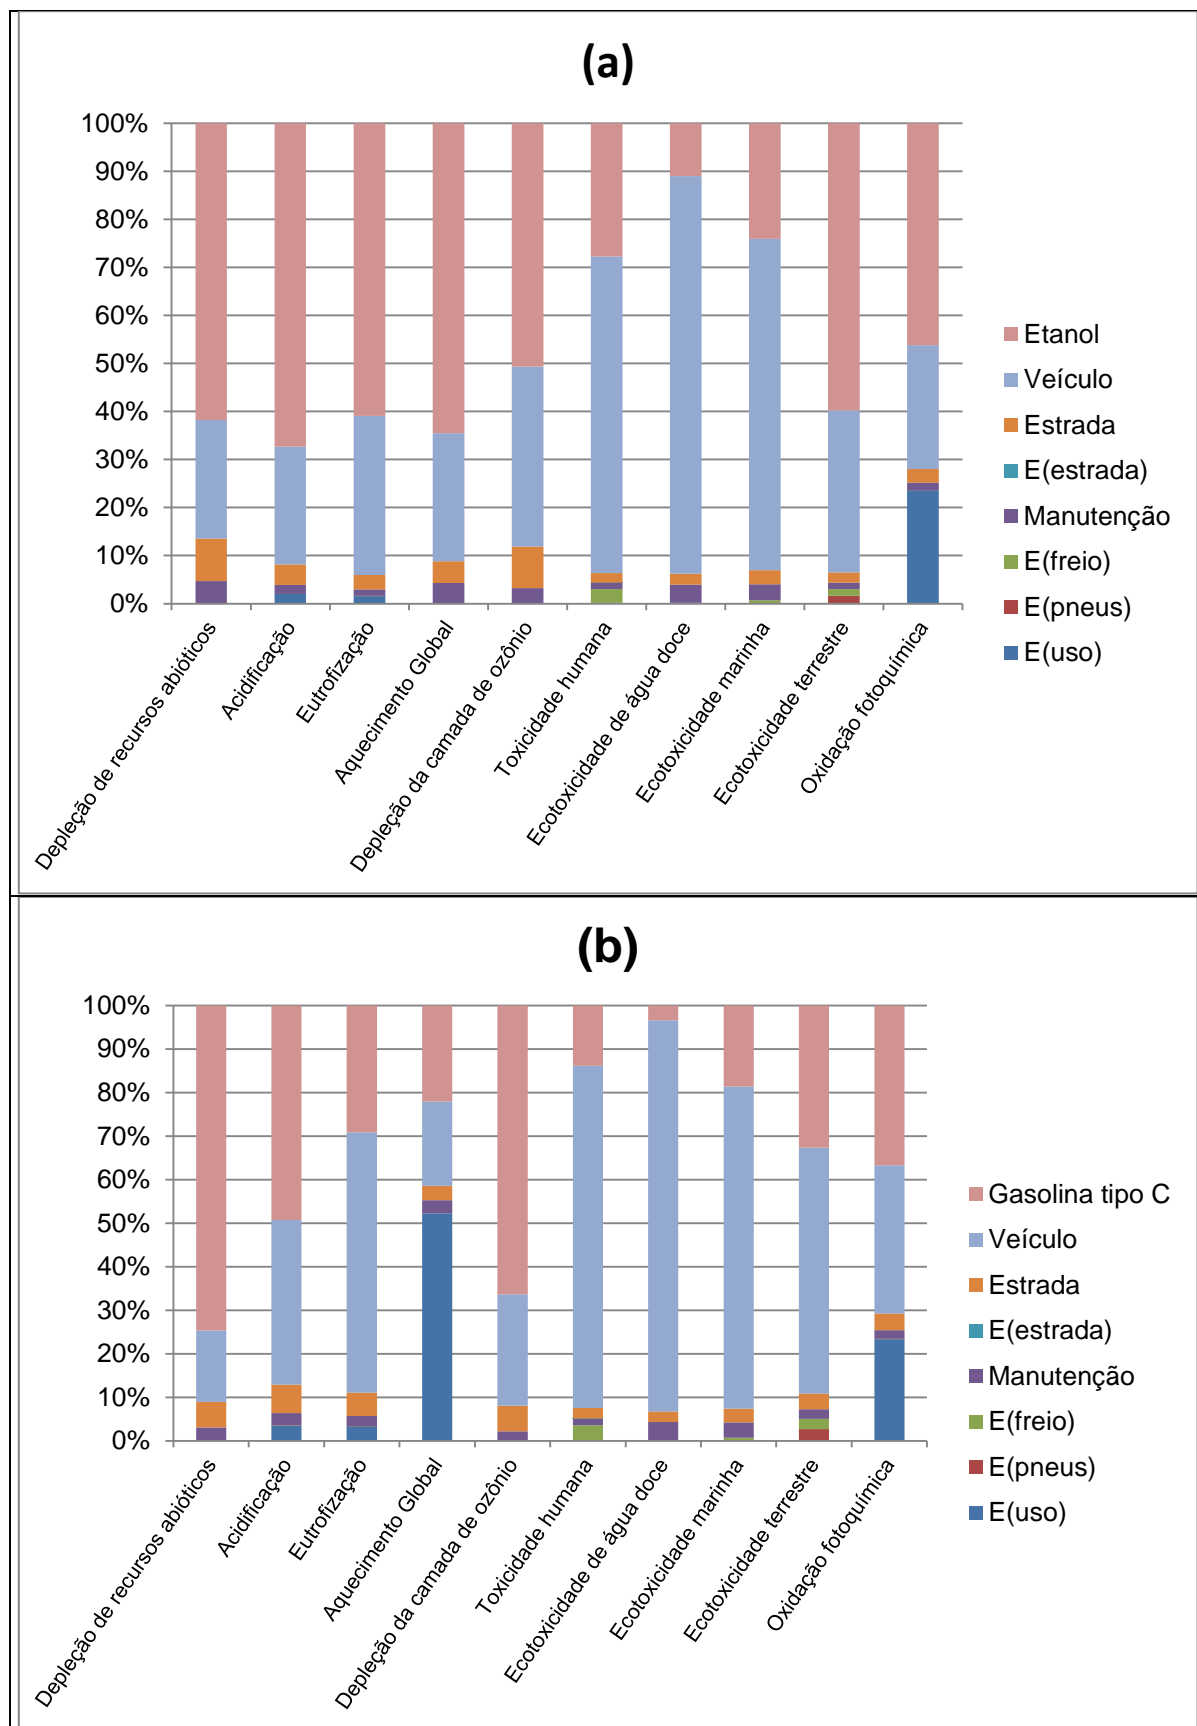 (a)
100%
90%
80%
70%
60%
50%
40%
30%
20%
10%
0%
Depleção de recursos abióticos
Acidificação
Eutrofização
Aquecimento Global
Depleção da camada de ozônio
Toxicidade humana
Ecotoxicidade de água doce
Ecotoxicidade marinha
Ecotoxicidade terrestre
Oxidação fotoquímica
Etanol
Veículo
Estrada
E(estrada)
Manutenção
E(freio)
E(pneus)
E(uso)
(b)
100%
90%
80%
70%
60%
50%
40%
30%
20%
10%
0%
Depleção de recursos abióticos
Acidificação
Eutrofização
Aquecimento Global
Depleção da camada de ozônio
Toxicidade humana
Ecotoxicidade de água doce
Ecotoxicidade marinha
Ecotoxicidade terrestre
Oxidação fotoquímica
Gasolina tipo C
Veículo
Estrada
E(estrada)
Manutenção
E(freio)
E(pneus)
E(uso)